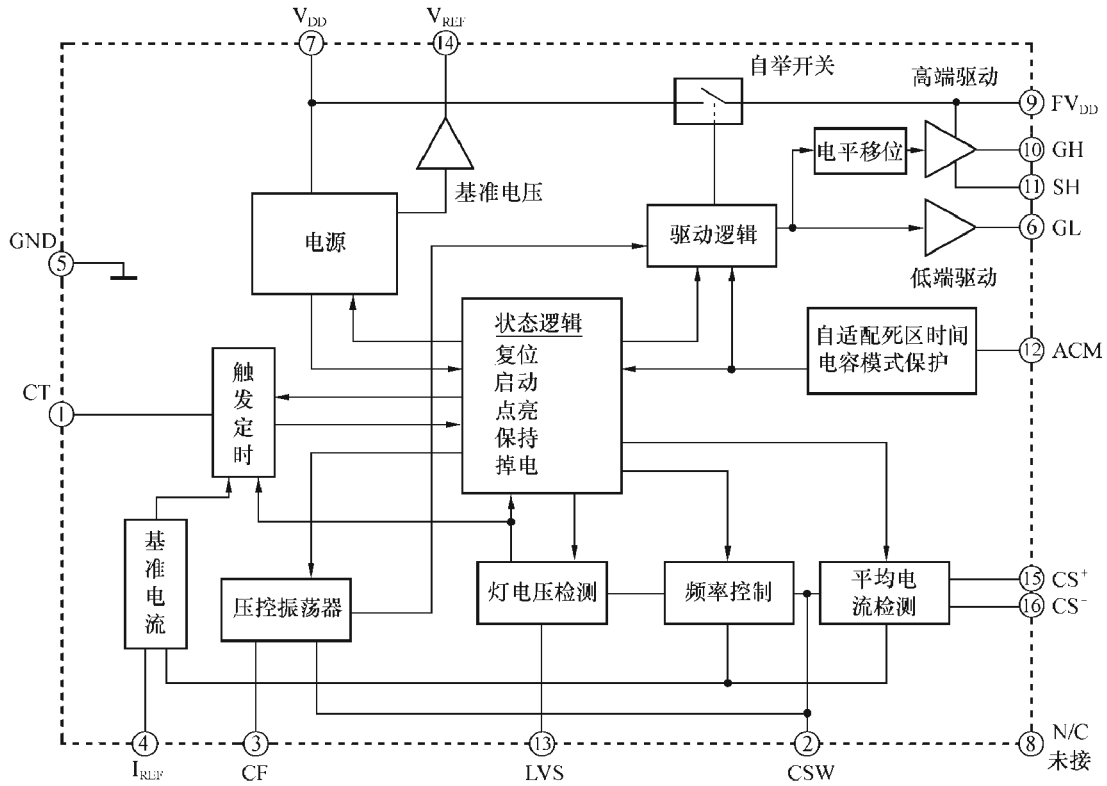 V_DD
⑦
V_REF
⑭
自举开关
高端驱动
⑨ FV_DD
电平移位
⑩ GH
⑪ SH
基准电压
电源
驱动逻辑
⑥ GL
低端驱动
GND
⑤
状态逻辑
复位
启动
点亮
保持
掉电
自适配死区时间
电容模式保护
⑫ ACM
CT
①
触
发
定
时
基
准
电
流
压控振荡器
灯电压检测
频率控制
平均电
流检测
⑮ CS⁺
⑯ CS⁻
④
I_REF
③
CF
⑬
LVS
②
CSW
⑧
N/C
未接